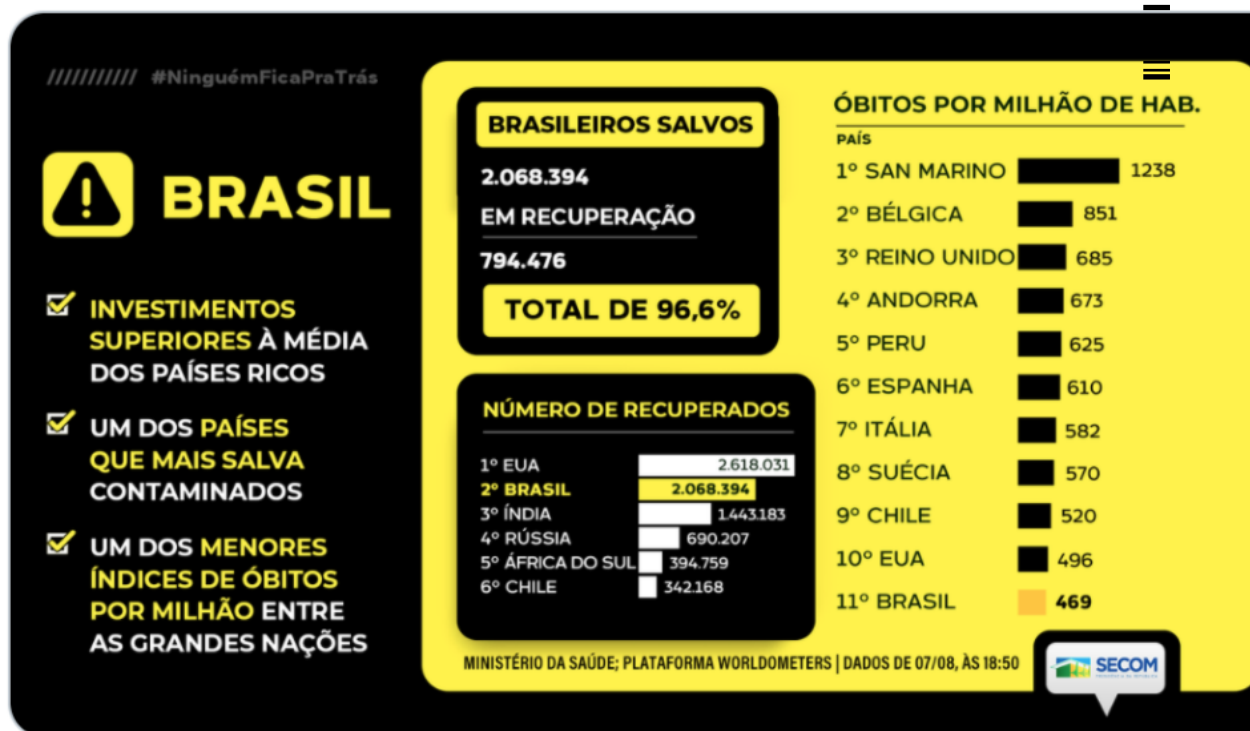 /////////// #NinguémFicaPraTrás
BRASIL
INVESTIMENTOS
SUPERIORES À MÉDIA
DOS PAÍSES RICOS
UM DOS PAÍSES
QUE MAIS SALVA
CONTAMINADOS
UM DOS MENORES
ÍNDICES DE ÓBITOS
POR MILHÃO ENTRE
AS GRANDES NAÇÕES
BRASILEIROS SALVOS
2.068.394
EM RECUPERAÇÃO
794.476
TOTAL DE 96,6%
NÚMERO DE RECUPERADOS
1º EUA 2.618.031
2º BRASIL 2.068.394
3º ÍNDIA 1.443.183
4º RÚSSIA 690.207
5º ÁFRICA DO SUL 394.759
6º CHILE 342.168
ÓBITOS POR MILHÃO DE HAB.
PAÍS
1º SAN MARINO 1238
2º BÉLGICA 851
3º REINO UNIDO 685
4º ANDORRA 673
5º PERU 625
6º ESPANHA 610
7º ITÁLIA 582
8º SUÉCIA 570
9º CHILE 520
10º EUA 496
11º BRASIL 469
MINISTÉRIO DA SAÚDE; PLATAFORMA WORLDOMETERS | DADOS DE 07/08, ÀS 18:50
SECOM